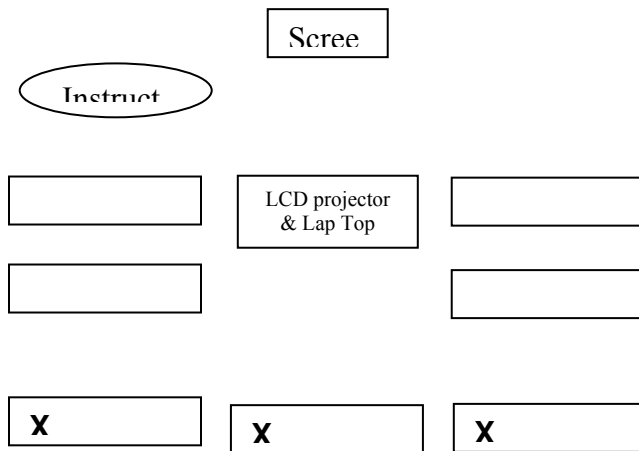 Scree
Instruct
LCD projector
& Lap Top
X
X
X